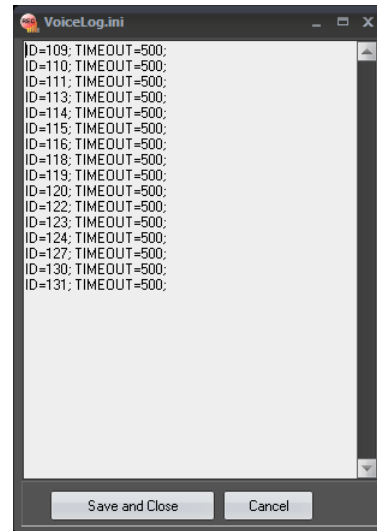 VoiceLog.ini
ID=109; TIMEOUT=500;
ID=110; TIMEOUT=500;
ID=111; TIMEOUT=500;
ID=113; TIMEOUT=500;
ID=114; TIMEOUT=500;
ID=115; TIMEOUT=500;
ID=116; TIMEOUT=500;
ID=118; TIMEOUT=500;
ID=119; TIMEOUT=500;
ID=120; TIMEOUT=500;
ID=122; TIMEOUT=500;
ID=123; TIMEOUT=500;
ID=124; TIMEOUT=500;
ID=127; TIMEOUT=500;
ID=130; TIMEOUT=500;
ID=131; TIMEOUT=500;
Save and Close Cancel